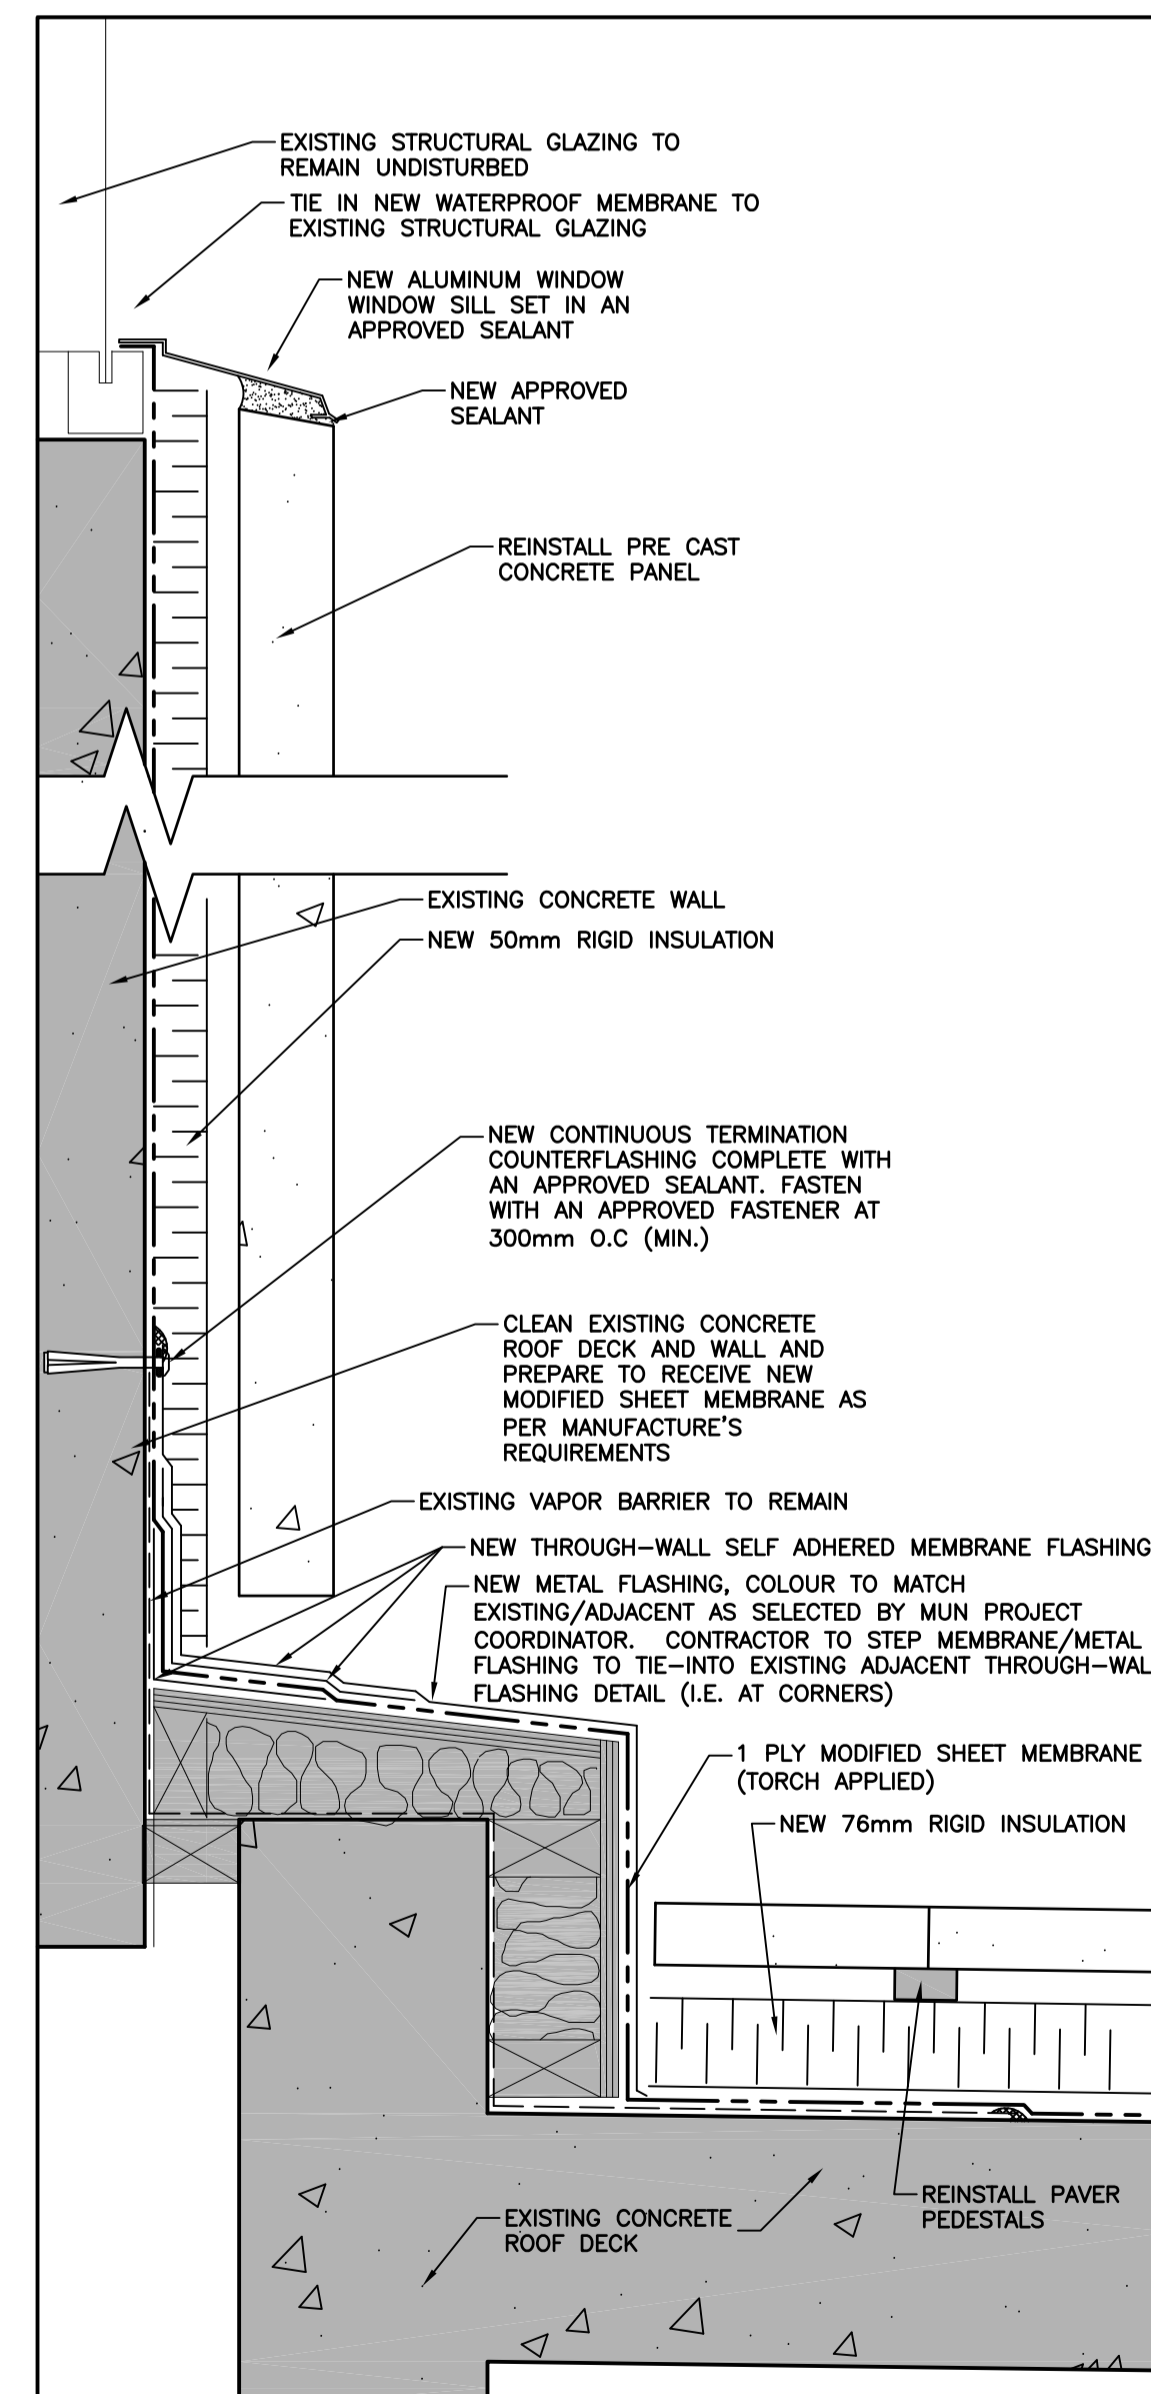 EXISTING STRUCTURAL GLAZING TO
REMAIN UNDISTURBED
TIE IN NEW WATERPROOF MEMBRANE TO
EXISTING STRUCTURAL GLAZING
NEW ALUMINUM WINDOW
WINDOW SILL SET IN AN
APPROVED SEALANT
NEW APPROVED
SEALANT
REINSTALL PRE CAST
CONCRETE PANEL
EXISTING CONCRETE WALL
NEW 50mm RIGID INSULATION
NEW CONTINUOUS TERMINATION
COUNTERFLASHING COMPLETE WITH
AN APPROVED SEALANT. FASTEN
WITH AN APPROVED FASTENER AT
300mm O.C (MIN.)
CLEAN EXISTING CONCRETE
ROOF DECK AND WALL AND
PREPARE TO RECEIVE NEW
MODIFIED SHEET MEMBRANE AS
PER MANUFACTURE'S
REQUIREMENTS
EXISTING VAPOR BARRIER TO REMAIN
NEW THROUGH-WALL SELF ADHERED MEMBRANE FLASHING
NEW METAL FLASHING, COLOUR TO MATCH
EXISTING/ADJACENT AS SELECTED BY MUN PROJECT
COORDINATOR. CONTRACTOR TO STEP MEMBRANE/METAL
FLASHING TO TIE-INTO EXISTING ADJACENT THROUGH-WAL
FLASHING DETAIL (I.E. AT CORNERS)
1 PLY MODIFIED SHEET MEMBRANE
(TORCH APPLIED)
NEW 76mm RIGID INSULATION
REINSTALL PAVER
PEDESTALS
EXISTING CONCRETE
ROOF DECK